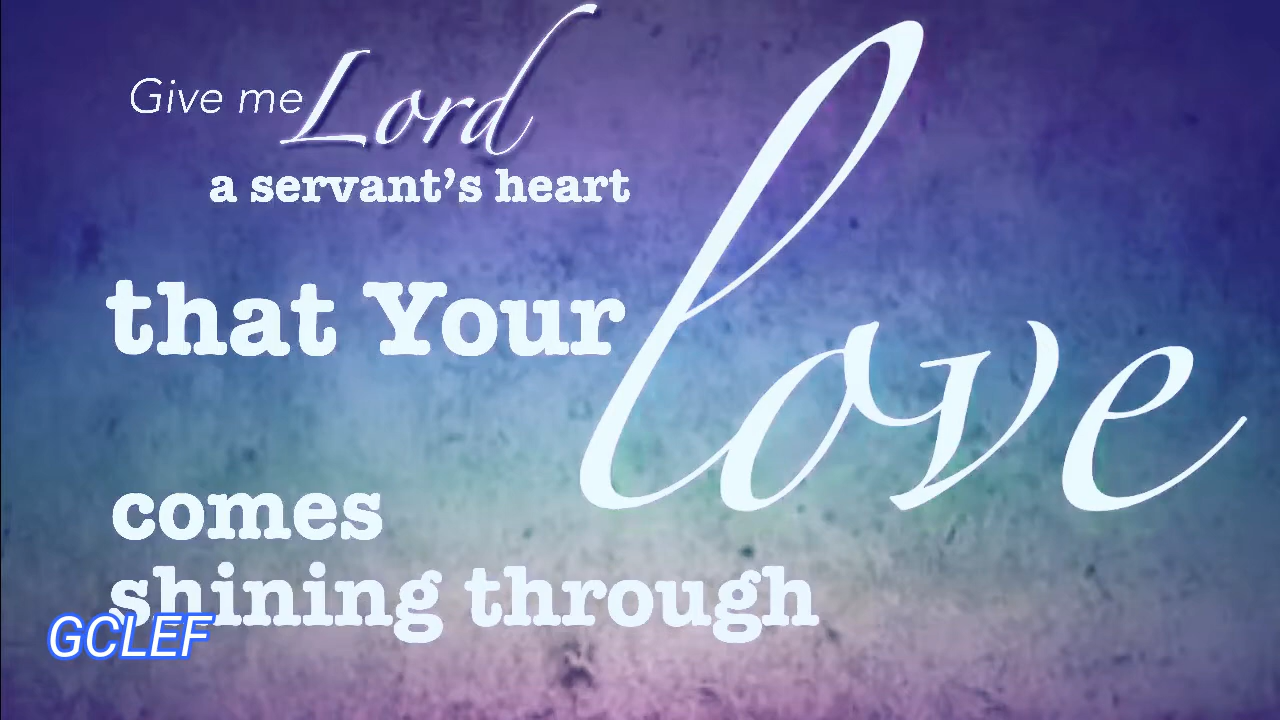 Give me Lord
a servant's heart
that Your love
comes
shining through
GCLEF